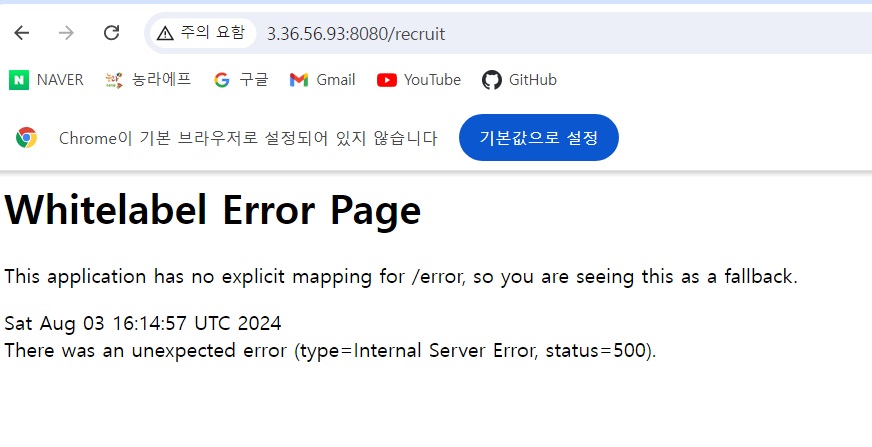 주의 요함 3.36.56.93:8080/recruit
N NAVER 농라에프 구글 Gmail YouTube GitHub
Chrome이 기본 브라우저로 설정되어 있지 않습니다 기본값으로 설정
Whitelabel Error Page
This application has no explicit mapping for /error, so you are seeing this as a fallback.
Sat Aug 03 16:14:57 UTC 2024
There was an unexpected error (type=Internal Server Error, status=500).